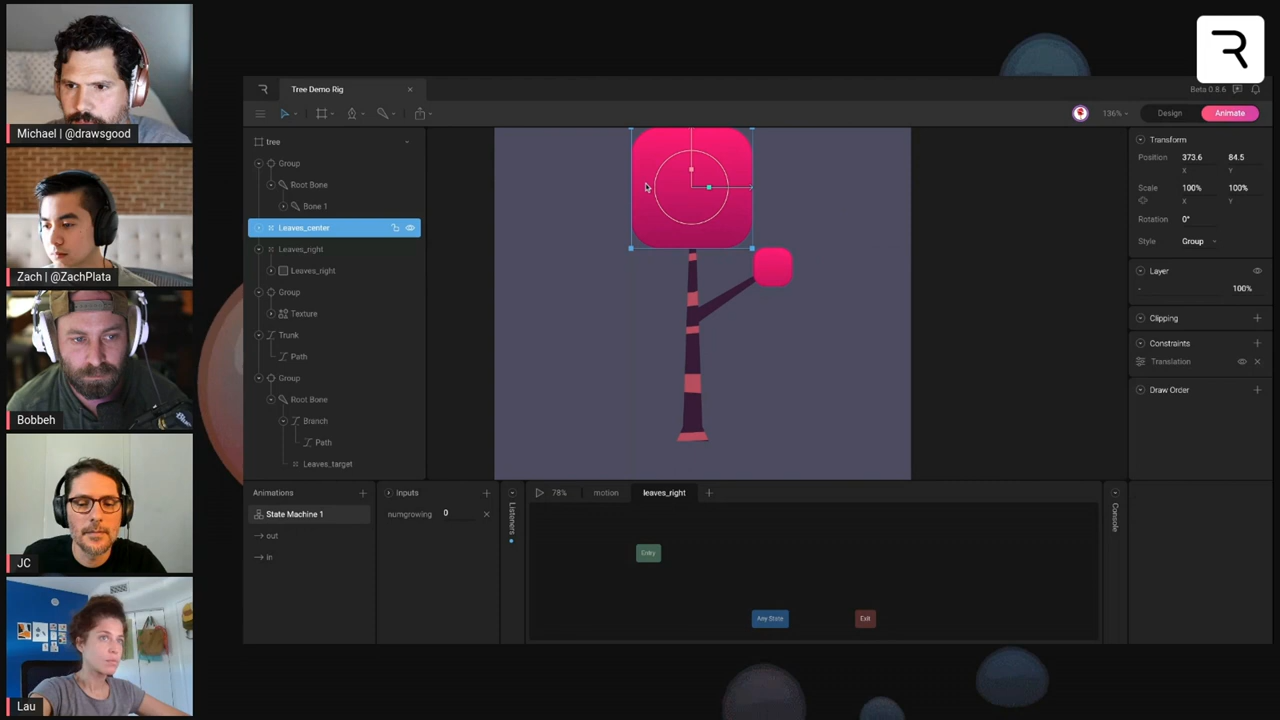 Michael | @drawsgood
Zach | @ZachPlata
Bobbeh
JC
Lau
Tree Demo Rig
Beta 0.8.6
136%
Design
Animate
tree
Group
Root Bone
Bone 1
Leaves_center
Leaves_right
Leaves_right
Group
Texture
Trunk
Path
Group
Root Bone
Branch
Path
Leaves_target
Transform
Position 373.6 84.5
X Y
Scale 100% 100%
X Y
Rotation 0°
Style Group
Layer
- 100%
Clipping
Constraints
Translation
Draw Order
Animations
State Machine 1
out
in
Inputs
numgrowing 0
Listeners
78%
motion
leaves_right
Entry
Any State
Exit
Console